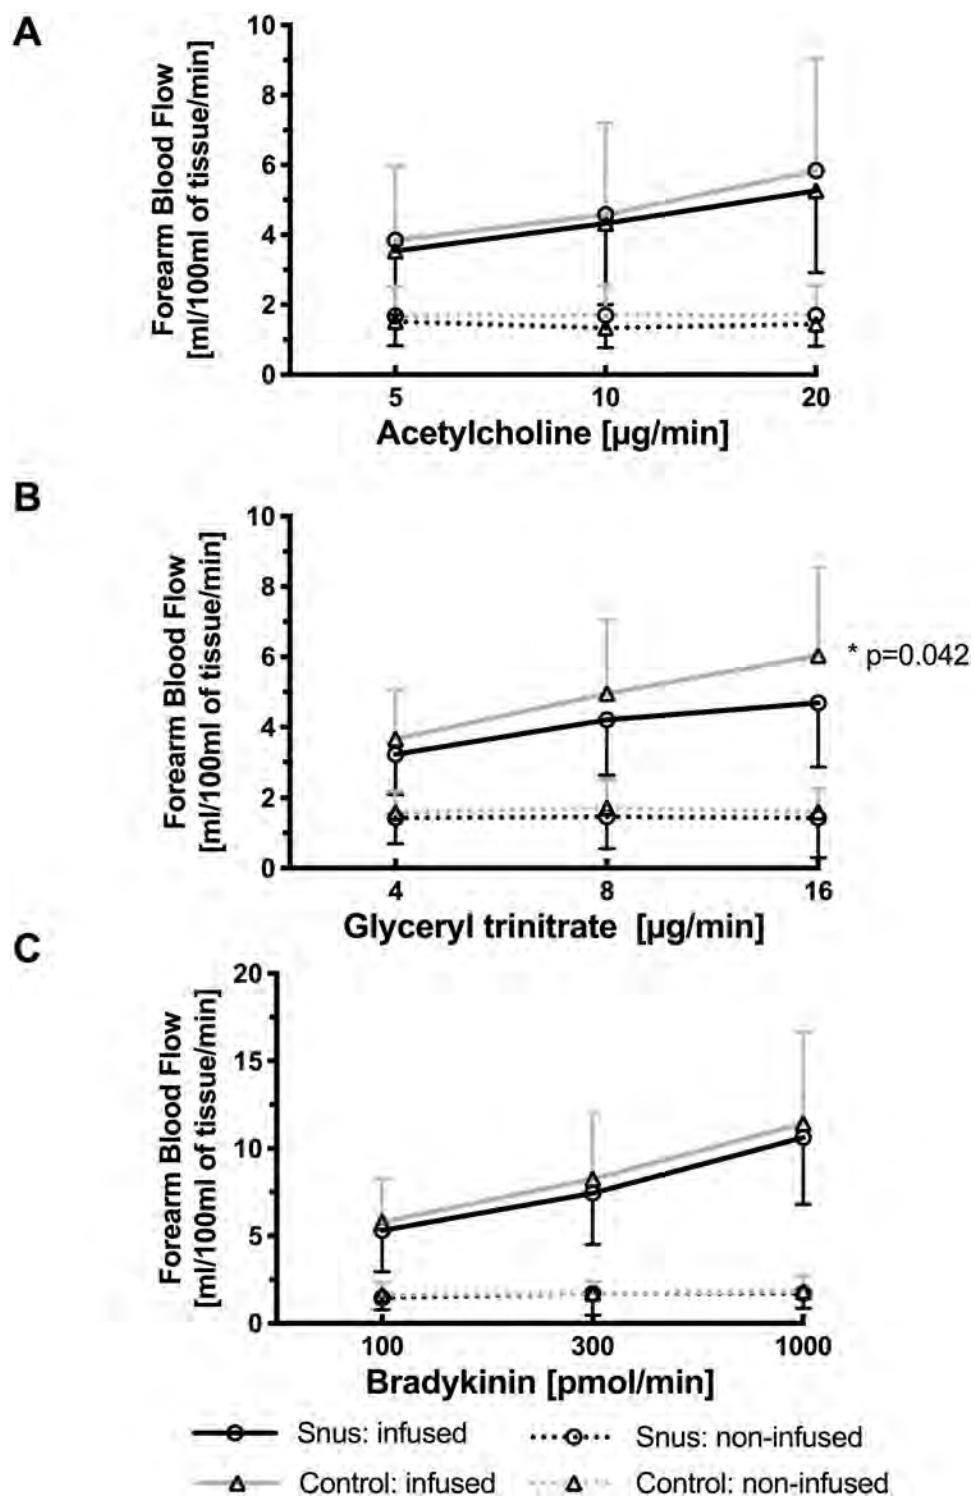 A
Forearm Blood Flow
[ml/100ml of tissue/min]
10
8
6
4
2
0
5 10 20
Acetylcholine [µg/min]
B
Forearm Blood Flow
[ml/100ml of tissue/min]
10
8
6
4
2
0
* p=0.042
4 8 16
Glyceryl trinitrate [µg/min]
C
Forearm Blood Flow
[ml/100ml of tissue/min]
20
15
10
5
0
100 300 1000
Bradykinin [pmol/min]
Snus: infused Snus: non-infused
Control: infused Control: non-infused